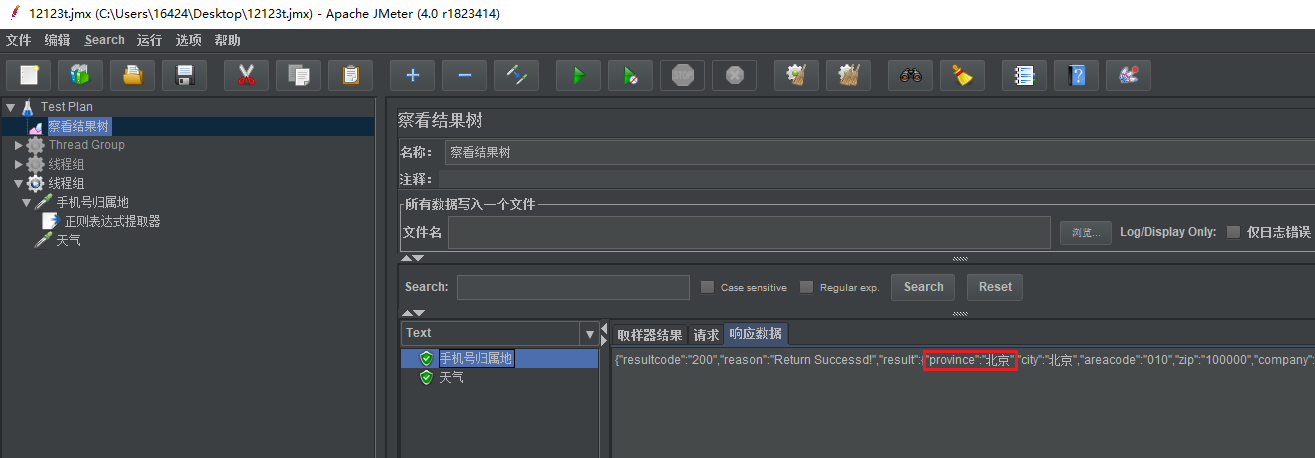 12123t.jmx (C:\Users\16424\Desktop\12123t.jmx) - Apache JMeter (4.0 r1823414)
文件 编辑 Search 运行 选项 帮助
STOP
Test Plan
察看结果树
Thread Group
线程组
线程组
手机号归属地
正则表达式提取器
天气
察看结果树
名称： 察看结果树
注释：
所有数据写入一个文件
文件名 浏览... Log/Display Only: 仅日志错误
Search: Case sensitive Regular exp. Search Reset
Text
手机号归属地
天气
取样器结果 请求 响应数据
{"resultcode":"200","reason":"Return Successd!","result":{"province":"北京","city":"北京","areacode":"010","zip":"100000","company":